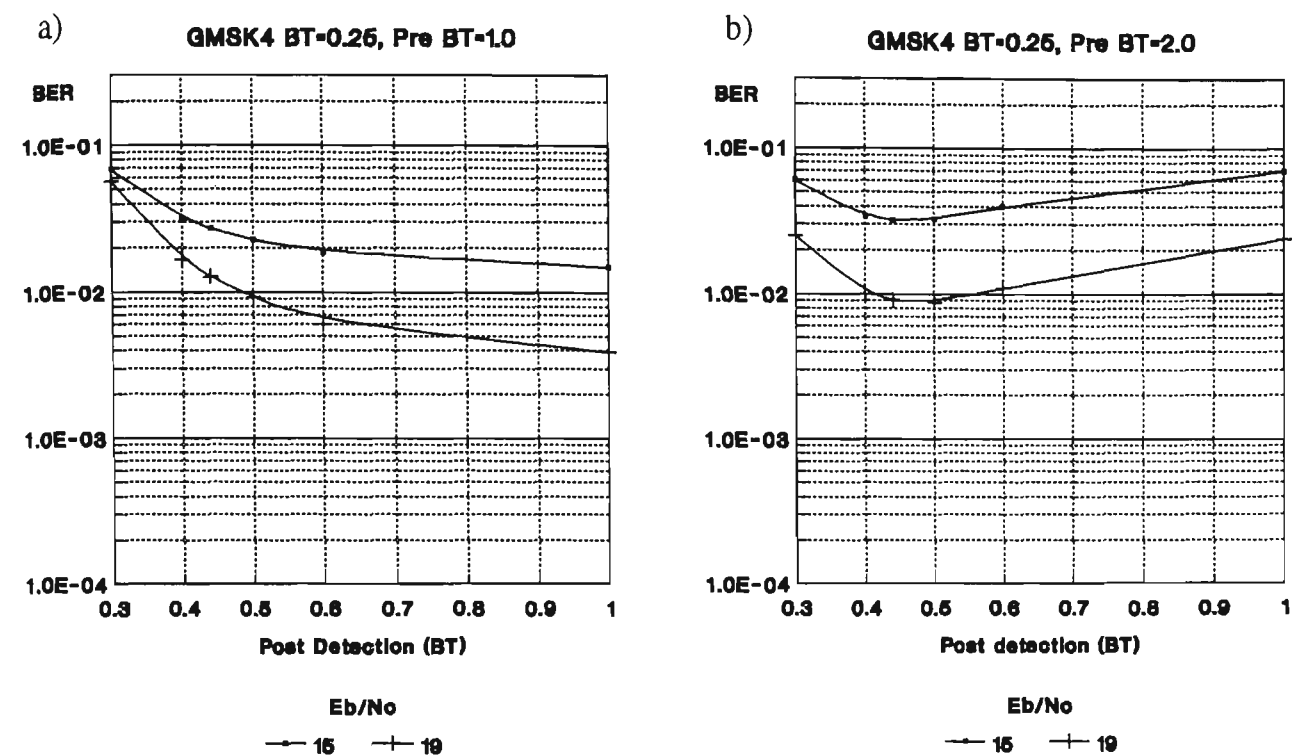 a)
GMSK4 BT=0.25, Pre BT=1.0
BER
1.0E-01
1.0E-02
1.0E-03
1.0E-04
0.3 0.4 0.5 0.6 0.7 0.8 0.9 1
Post Detection (BT)
Eb/No
15 19
b)
GMSK4 BT=0.25, Pre BT=2.0
BER
1.0E-01
1.0E-02
1.0E-03
1.0E-04
0.3 0.4 0.5 0.6 0.7 0.8 0.9 1
Post detection (BT)
Eb/No
15 19